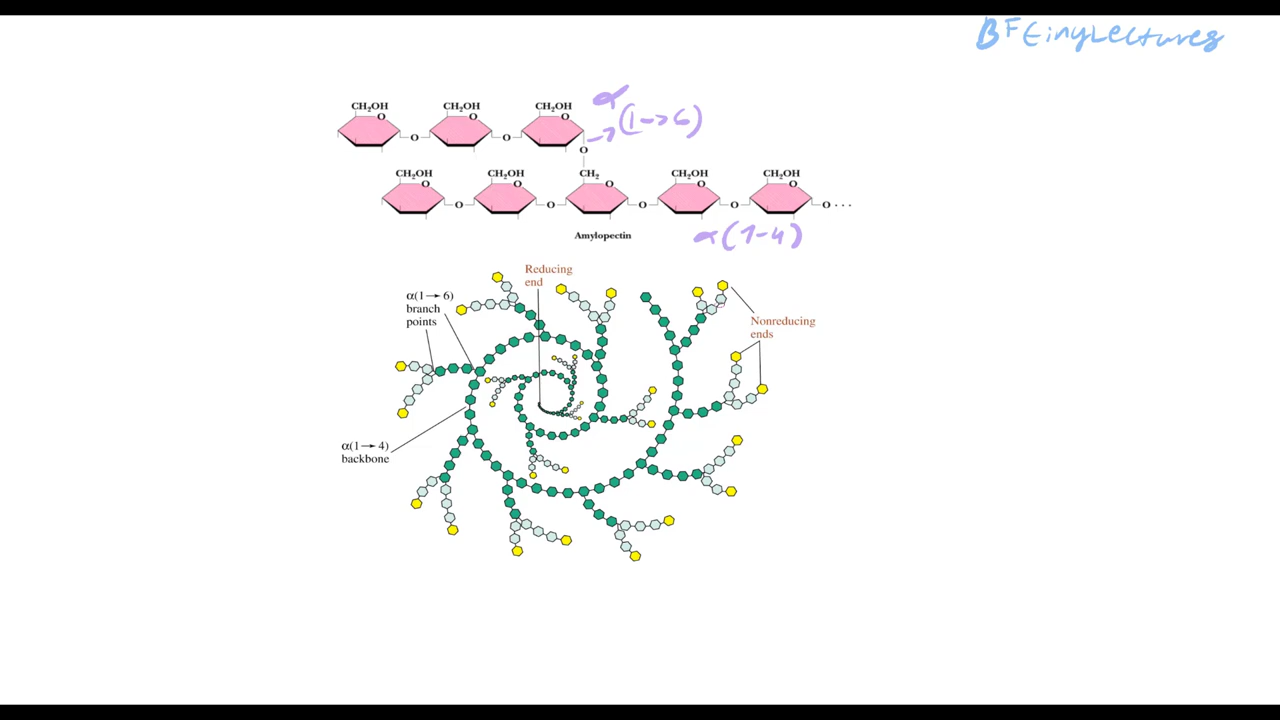 BFEinyLectures
CH₂OH CH₂OH CH₂OH
α (1->6)
O O O
O O
O
CH₂OH CH₂OH CH₂ CH₂OH CH₂OH
O O O O O
O O O O O ...
Amylopectin
α(1-4)
Reducing
end
α(1→6)
branch
points
Nonreducing
ends
α(1→4)
backbone